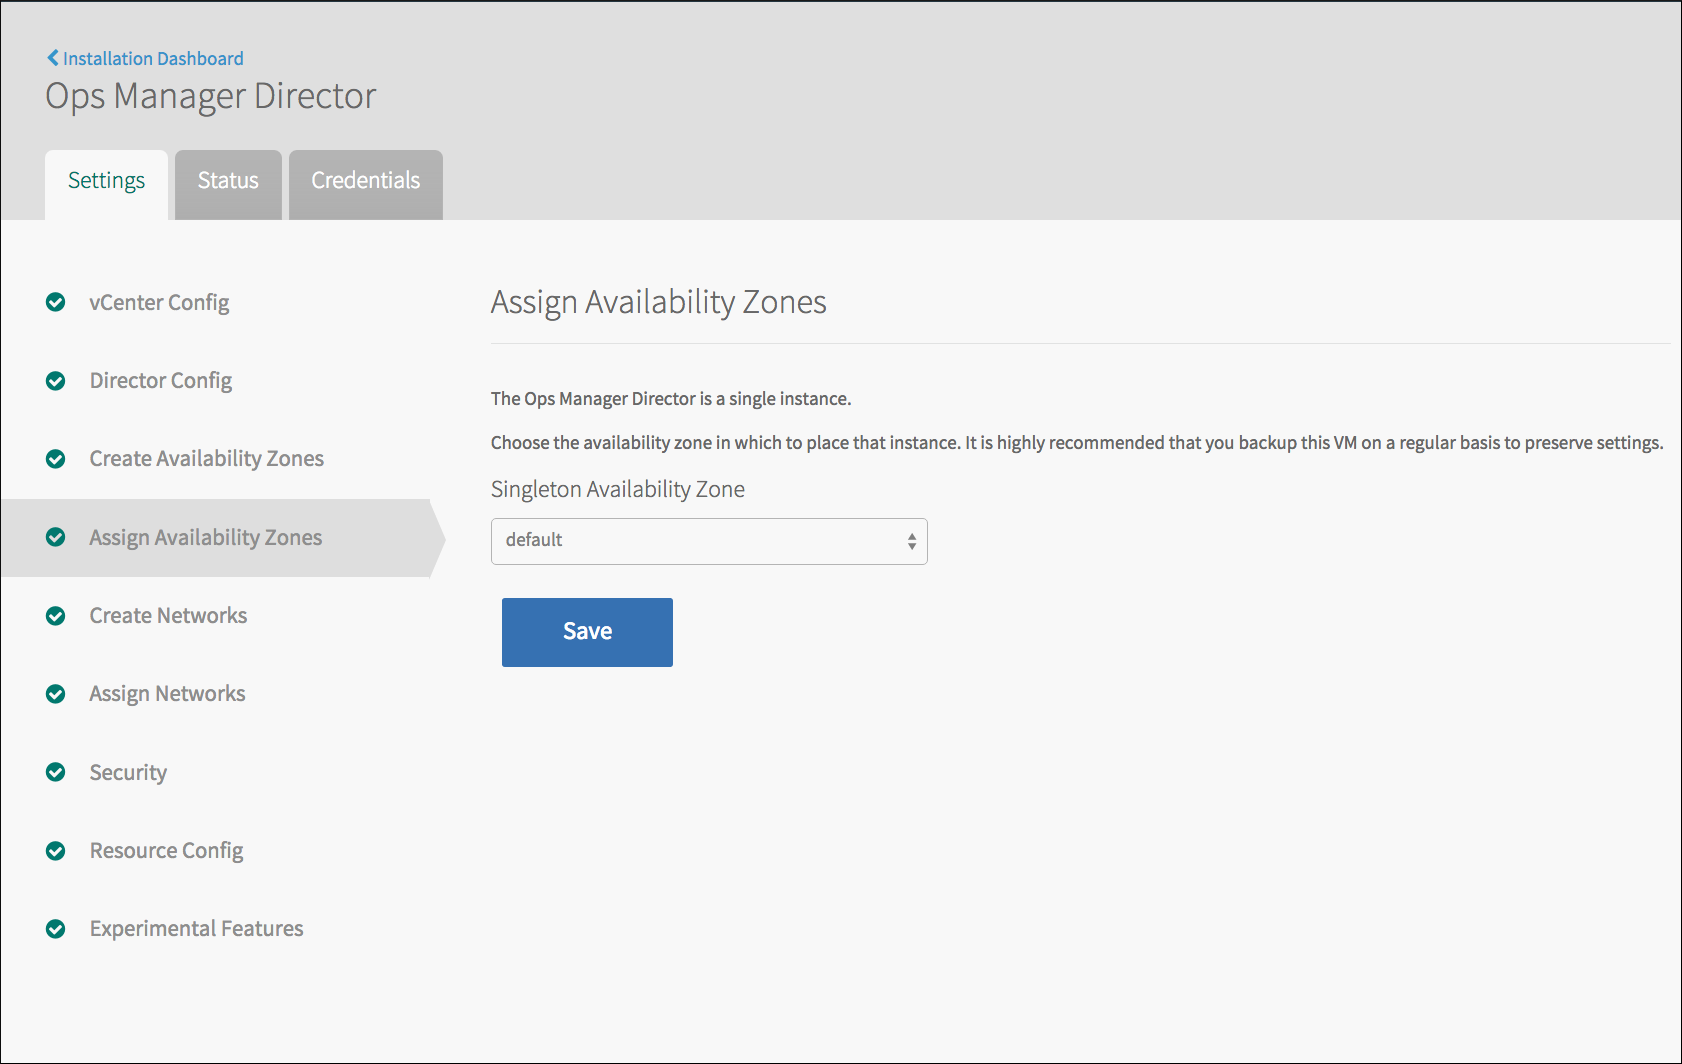 Installation Dashboard
Ops Manager Director
Settings
Status
Credentials
vCenter Config
Director Config
Create Availability Zones
Assign Availability Zones
Create Networks
Assign Networks
Security
Resource Config
Experimental Features
Assign Availability Zones
The Ops Manager Director is a single instance.
Choose the availability zone in which to place that instance. It is highly recommended that you backup this VM on a regular basis to preserve settings.
Singleton Availability Zone
default
Save